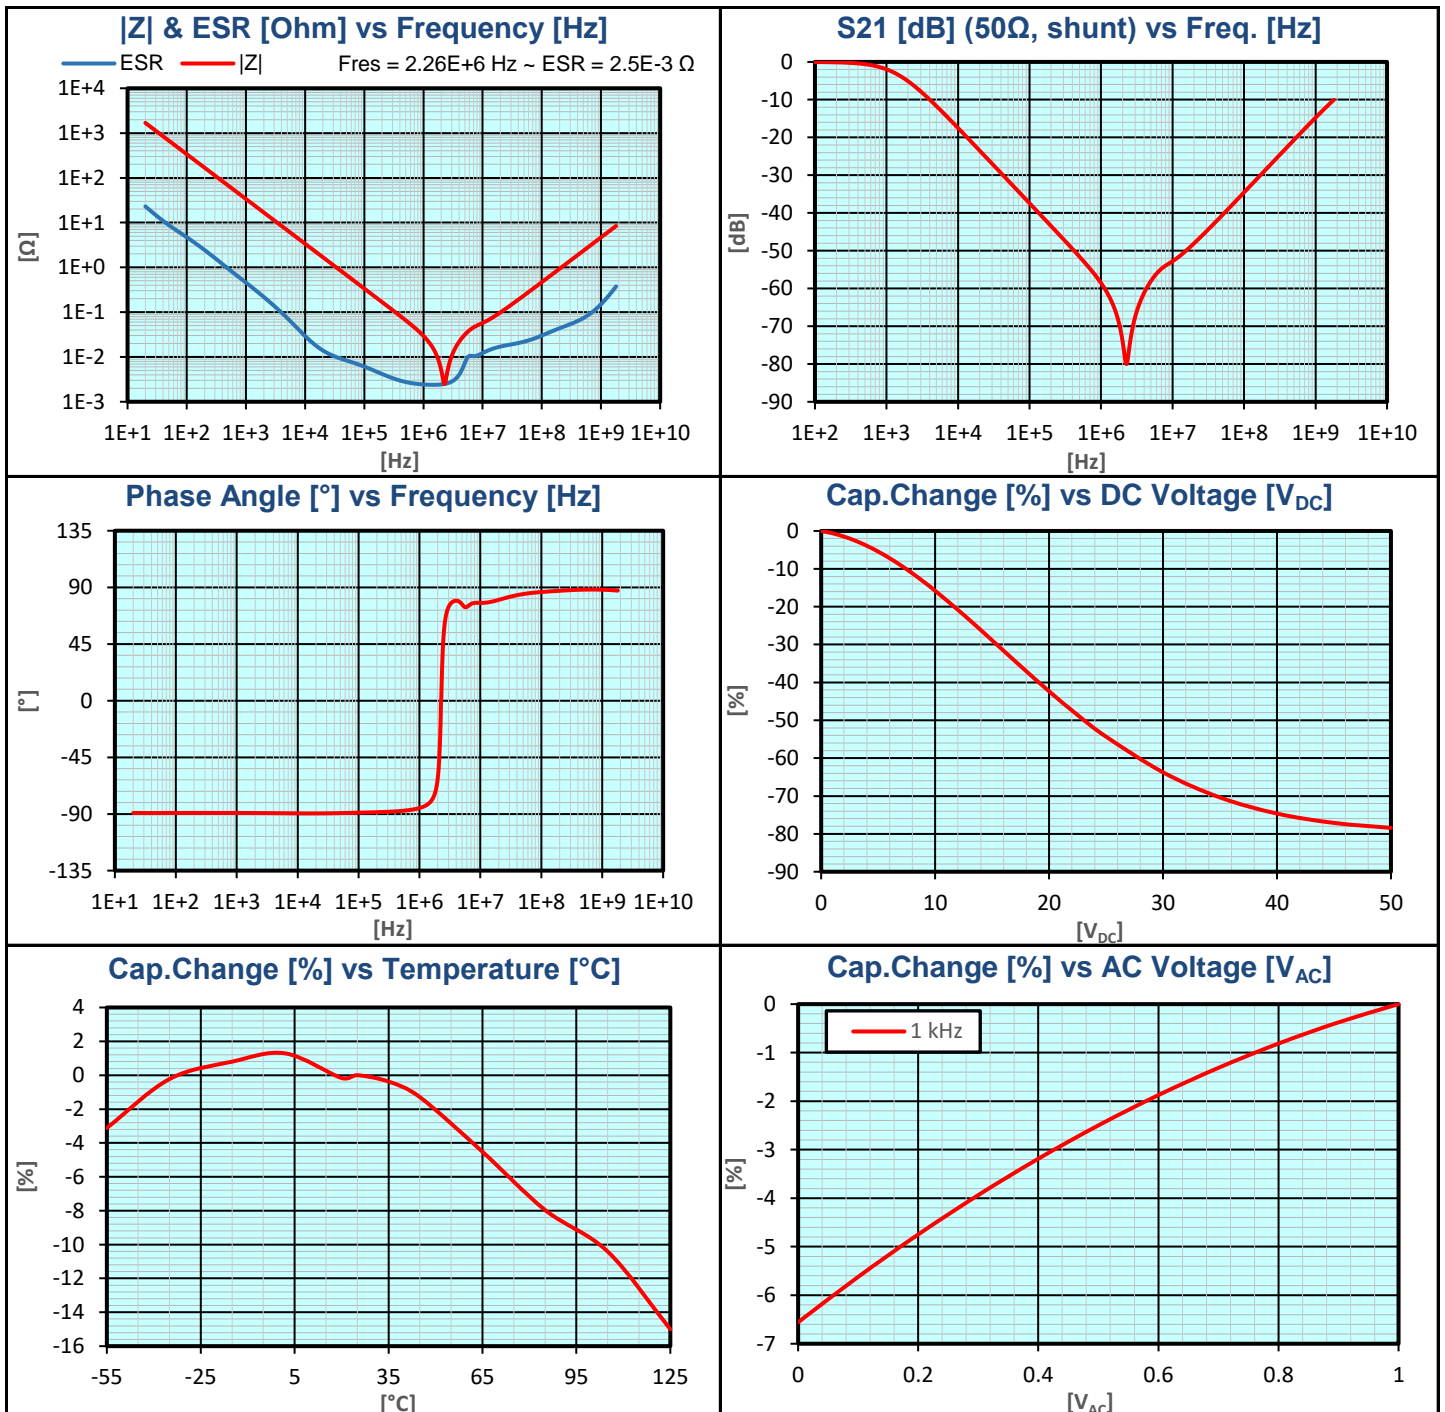 |Z| & ESR [Ohm] vs Frequency [Hz]
ESR |Z| Fres = 2.26E+6 Hz ~ ESR = 2.5E-3 Ω
1E+4
1E+3
1E+2
1E+1
1E+0
1E-1
1E-2
1E-3
[Ω]
1E+1 1E+2 1E+3 1E+4 1E+5 1E+6 1E+7 1E+8 1E+9 1E+10
[Hz]
S21 [dB] (50Ω, shunt) vs Freq. [Hz]
0
-10
-20
-30
-40
-50
-60
-70
-80
-90
[dB]
1E+2 1E+3 1E+4 1E+5 1E+6 1E+7 1E+8 1E+9 1E+10
[Hz]
Phase Angle [°] vs Frequency [Hz]
135
90
45
0
-45
-90
-135
[°]
1E+1 1E+2 1E+3 1E+4 1E+5 1E+6 1E+7 1E+8 1E+9 1E+10
[Hz]
Cap.Change [%] vs DC Voltage [VDC]
0
-10
-20
-30
-40
-50
-60
-70
-80
-90
[%]
0 10 20 30 40 50
[VDC]
Cap.Change [%] vs Temperature [°C]
4
2
0
-2
-4
-6
-8
-10
-12
-14
-16
[%]
-55 -25 5 35 65 95 125
[°C]
Cap.Change [%] vs AC Voltage [VAC]
1 kHz
0
-1
-2
-3
-4
-5
-6
-7
[%]
0 0.2 0.4 0.6 0.8 1
[VAC]